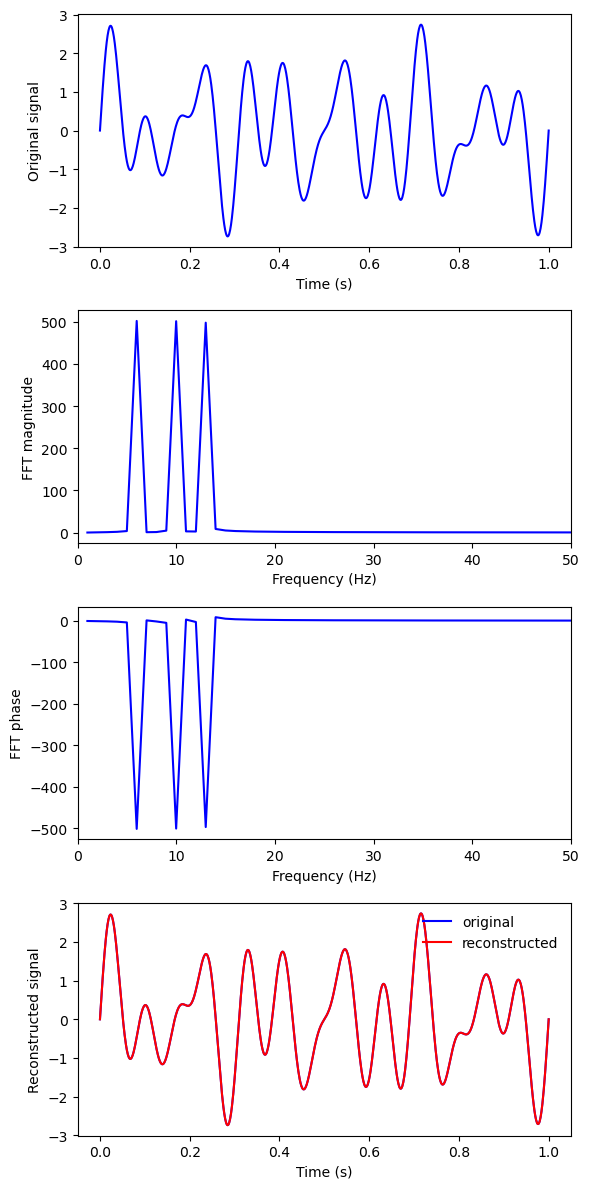 3
2
1
0
−1
−2
−3
Original signal
0.0 0.2 0.4 0.6 0.8 1.0
Time (s)
500
400
300
200
100
0
FFT magnitude
0 10 20 30 40 50
Frequency (Hz)
0
−100
−200
−300
−400
−500
FFT phase
0 10 20 30 40 50
Frequency (Hz)
3
2
1
0
−1
−2
−3
Reconstructed signal
original
reconstructed
0.0 0.2 0.4 0.6 0.8 1.0
Time (s)